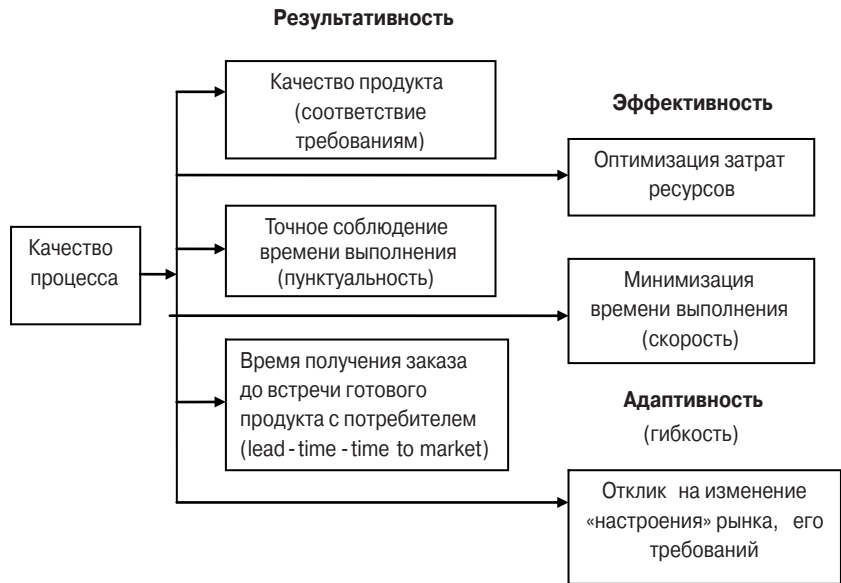 Результативность
Качество продукта
(соответствие
требованиям)
Эффективность
Оптимизация затрат
ресурсов
Качество
процесса
Точное соблюдение
времени выполнения
(пунктуальность)
Минимизация
времени выполнения
(скорость)
Время получения заказа
до встречи готового
продукта с потребителем
(lead-time-time to market)
Адаптивность
(гибкость)
Отклик на изменение
«настроения» рынка, его
требований